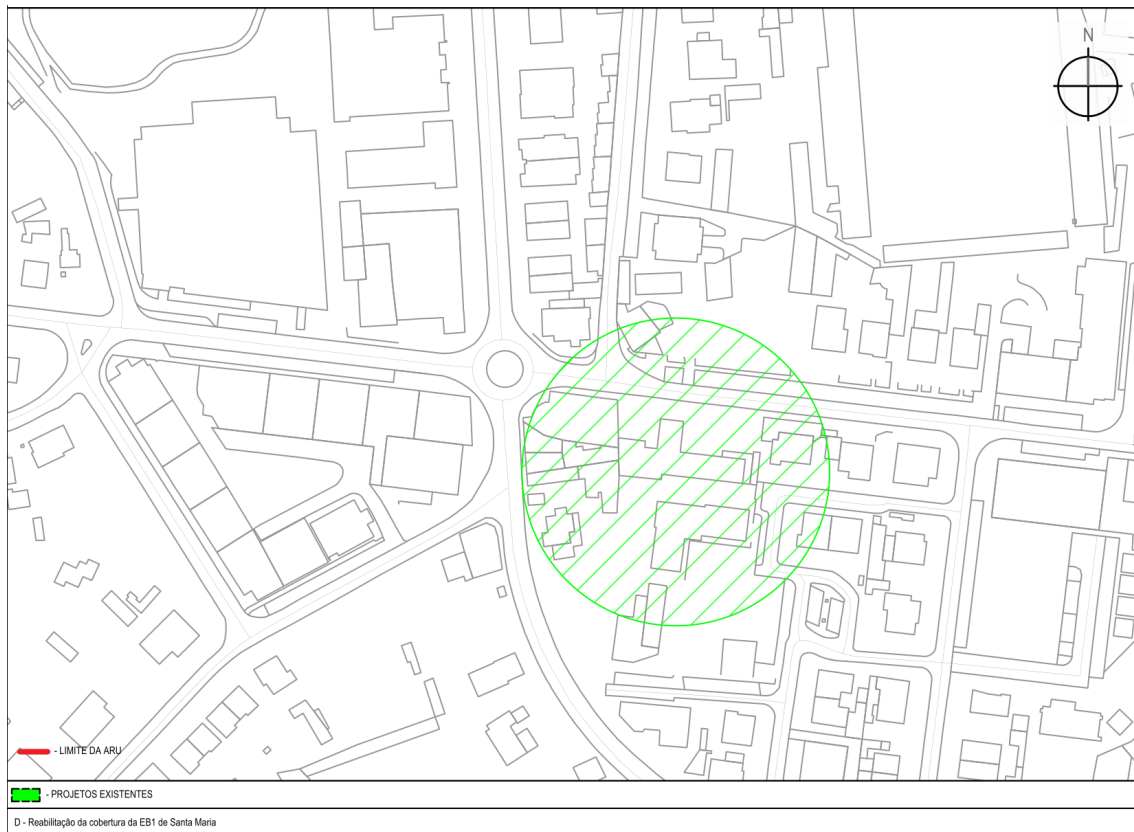 N
- LIMITE DA ARU
- PROJETOS EXISTENTES
D - Reabilitação da cobertura da EB1 de Santa Maria